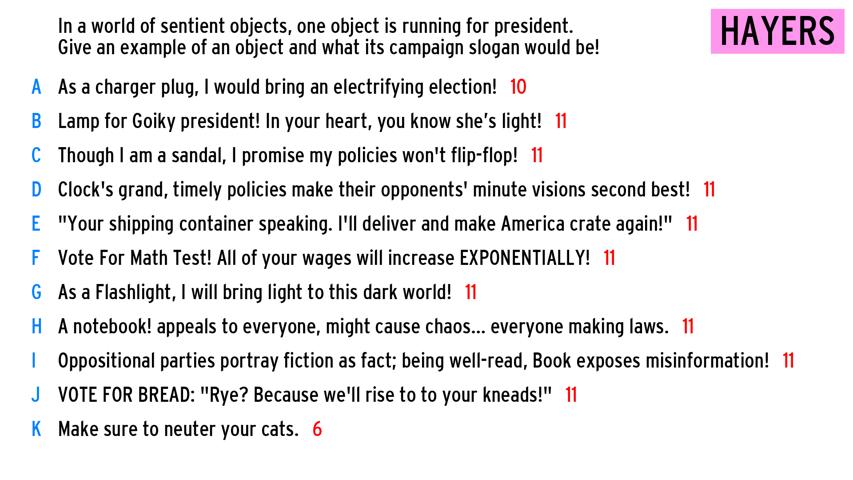 In a world of sentient objects, one object is running for president.
Give an example of an object and what its campaign slogan would be!
HAYERS
A As a charger plug, I would bring an electrifying election! 10
B Lamp for Goiky president! In your heart, you know she's light! 11
C Though I am a sandal, I promise my policies won't flip-flop! 11
D Clock's grand, timely policies make their opponents' minute visions second best! 11
E "Your shipping container speaking. I'll deliver and make America crate again!" 11
F Vote For Math Test! All of your wages will increase EXPONENTIALLY! 11
G As a Flashlight, I will bring light to this dark world! 11
H A notebook! appeals to everyone, might cause chaos... everyone making laws. 11
I Oppositional parties portray fiction as fact; being well-read, Book exposes misinformation! 11
J VOTE FOR BREAD: "Rye? Because we'll rise to to your kneads!" 11
K Make sure to neuter your cats. 6